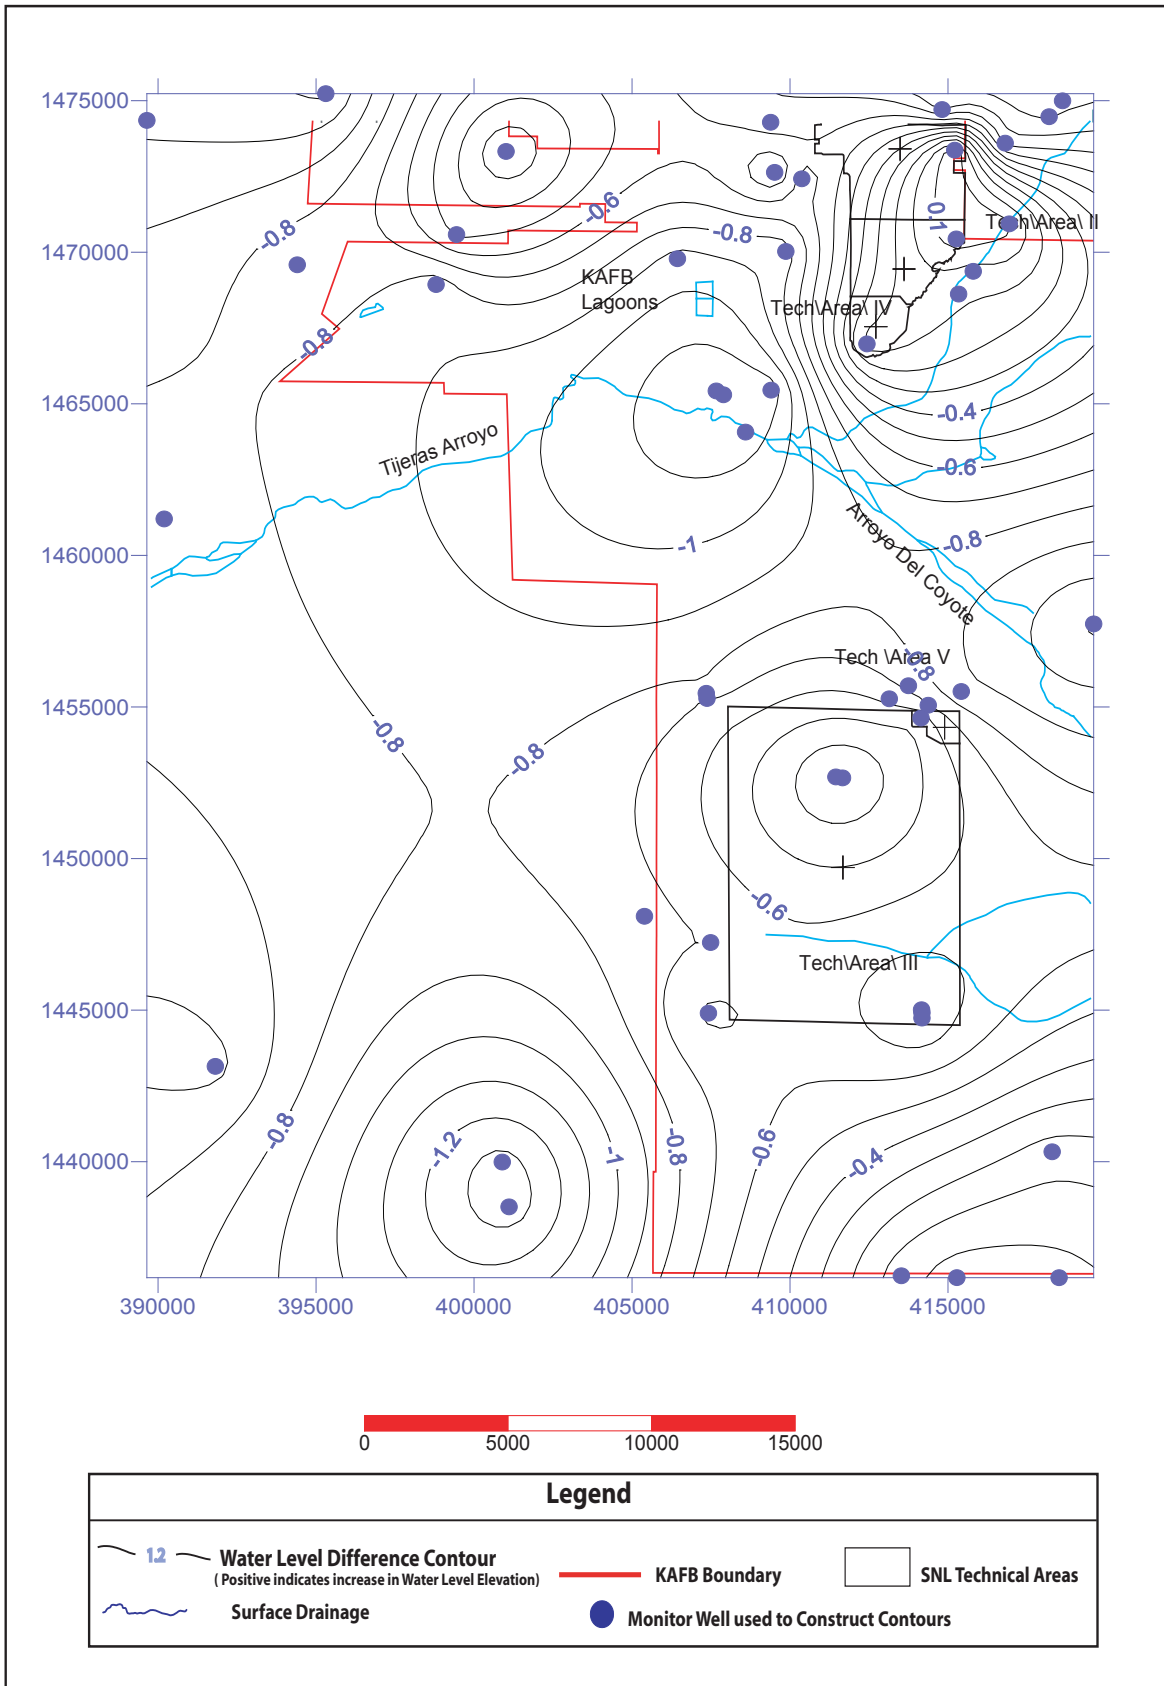 1475000
1470000
1465000
1460000
1455000
1450000
1445000
1440000
390000
395000
400000
405000
410000
415000
-0.8
-0.6
-0.8
0.1
Tech\Area\ II
KAFB
Lagoons
Tech\Area\ IV
-0.8
-0.4
Tijeras Arroyo
-0.6
Arroyo Del Coyote
-1
-0.8
Tech \Area V
-0.8
-0.8
-0.8
-0.6
Tech\Area\ III
-0.8
-1.2
-1
-0.8
-0.6
-0.4
0
5000
10000
15000
Legend
1.2
Water Level Difference Contour
( Positive indicates increase in Water Level Elevation)
KAFB Boundary
SNL Technical Areas
Surface Drainage
Monitor Well used to Construct Contours